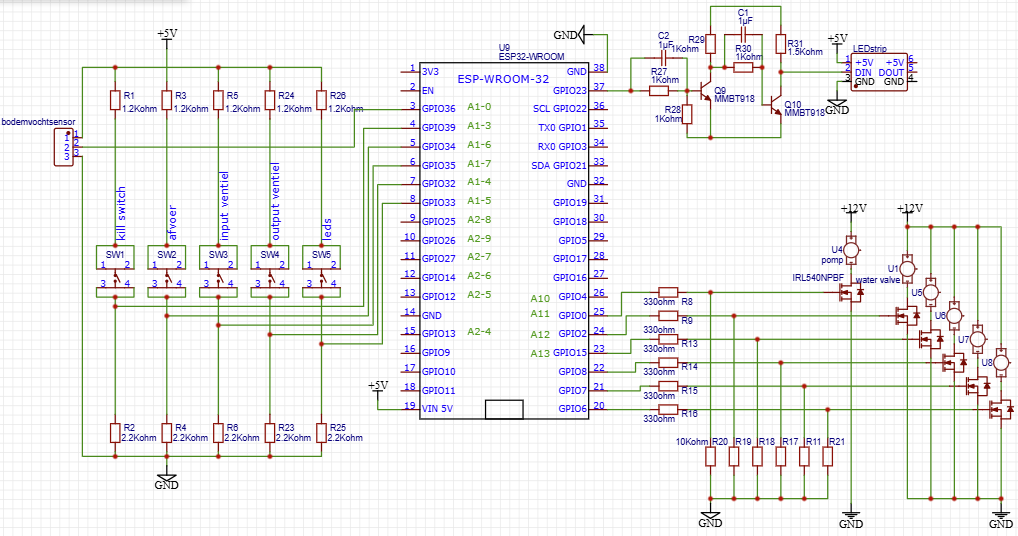 +5V
R1
1.2Kohm
R3
1.2Kohm
R5
1.2Kohm
R24
1.2Kohm
R26
1.2Kohm
bodemvochtsensor
1 1
2 2
3 3
kill switch
afvoer
input ventiel
output ventiel
leds
SW1
1 2
3 4
SW2
1 2
3 4
SW3
1 2
3 4
SW4
1 2
3 4
SW5
1 2
3 4
R2
2.2Kohm
R4
2.2Kohm
R6
2.2Kohm
R23
2.2Kohm
R25
2.2Kohm
GND
+5V
U9
ESP32-WROOM
ESP-WROOM-32
1 3V3
2 EN
3 GPIO36 A1-0
4 GPIO39 A1-3
5 GPIO34 A1-6
6 GPIO35 A1-7
7 GPIO32 A1-4
8 GPIO33 A1-5
9 GPIO25 A2-8
10 GPIO26 A2-9
11 GPIO27 A2-7
12 GPIO14 A2-6
13 GPIO12 A2-5
14 GND
15 GPIO13 A2-4
16 GPIO9
17 GPIO10
18 GPIO11
19 VIN 5V
GND 38
GPIO23 37
SCL GPIO22 36
TX0 GPIO1 35
RX0 GPIO3 34
SDA GPIO21 33
GND 32
GPIO19 31
GPIO18 30
GPIO5 29
GPIO17 28
GPIO16 27
A10 GPIO4 26
A11 GPIO0 25
A12 GPIO2 24
A13 GPIO15 23
GPIO8 22
GPIO7 21
GPIO6 20
GND
C2
1µF
R27
1Kohm
R28
1Kohm
R29
1Kohm
C1
1µF
R30
1Kohm
R31
1.5Kohm
Q9
MMBT918
Q10
MMBT918
+5V
GND
LEDstrip
1 +5V +5V 6
2 DIN DOUT 5
3 GND GND 4
+12V
+12V
U4
pomp
IRL540NPBF
U1
water valve
U5
U6
U7
U8
330ohm R8
330ohm R9
330ohm R13
330ohm R14
330ohm R15
330ohm R16
10Kohm R20 R19 R18 R17 R11 R21
GND
GND
GND